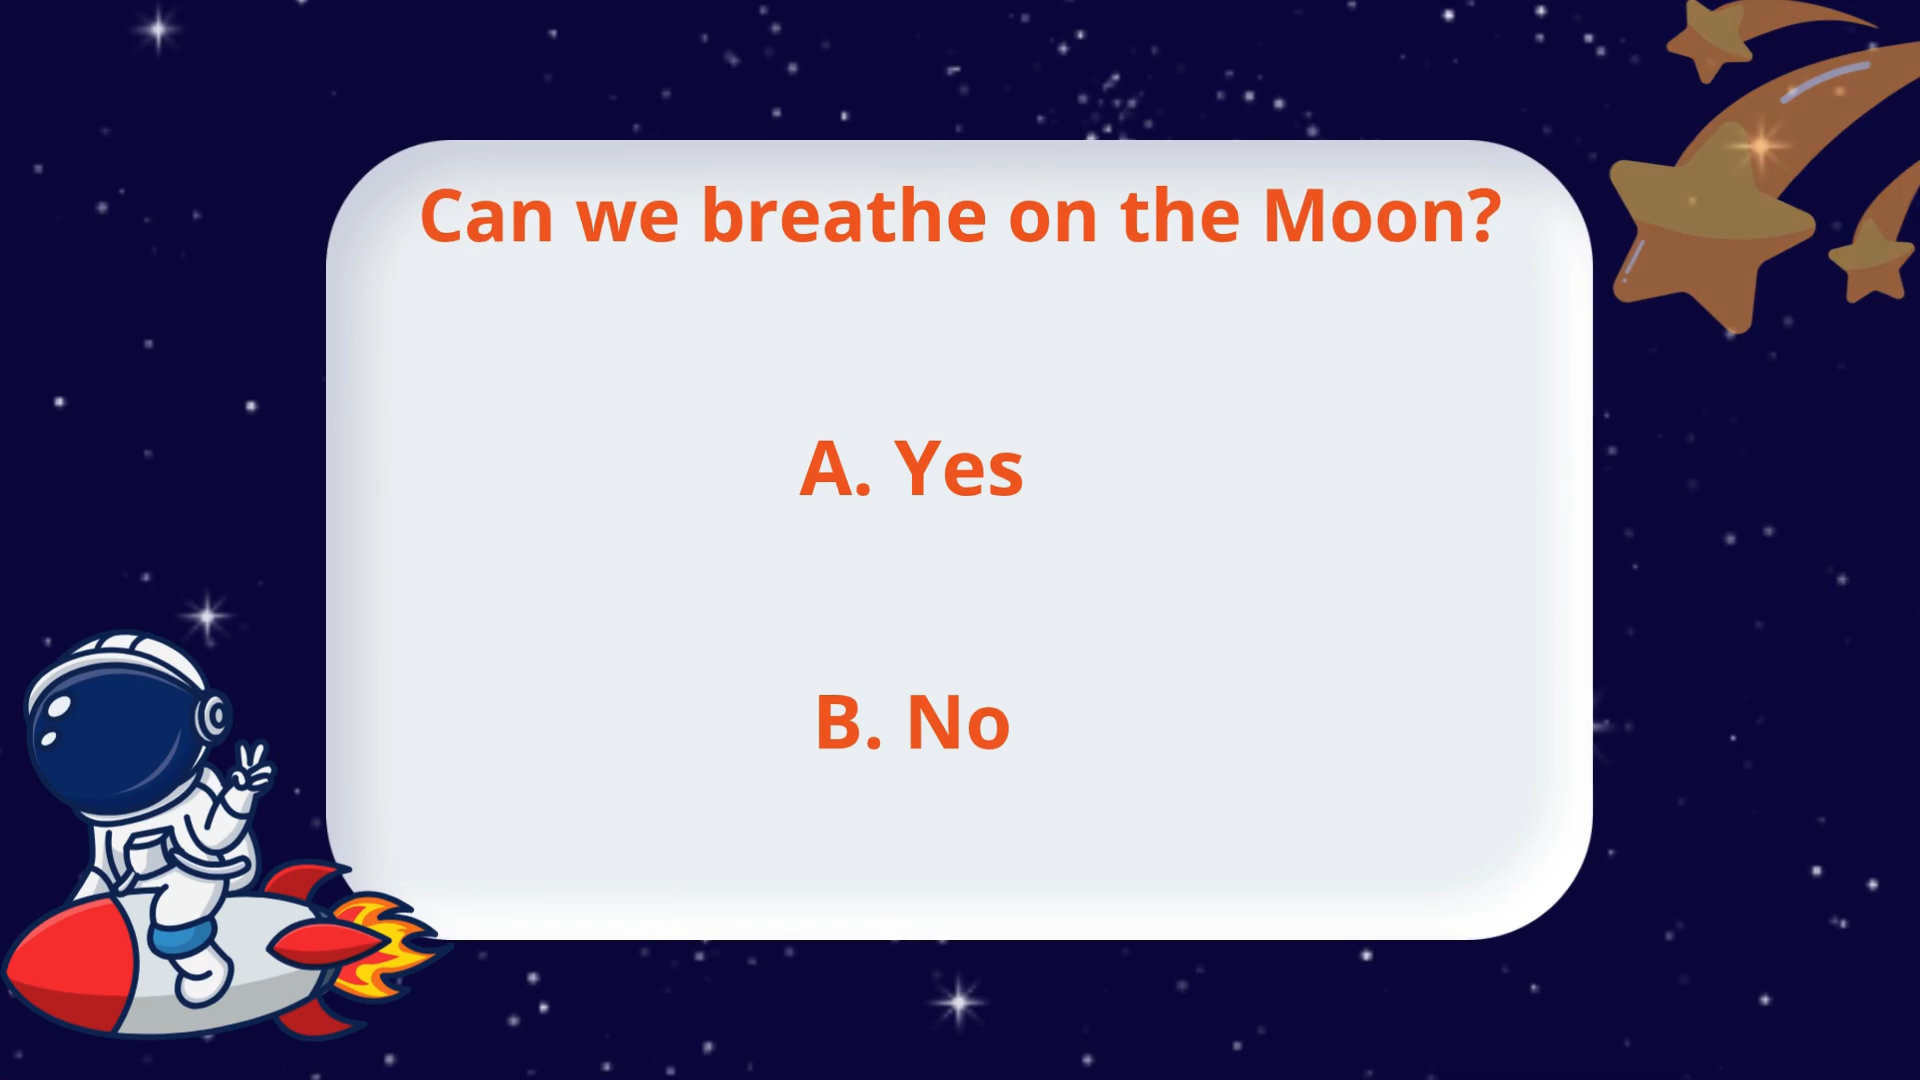 Can we breathe on the Moon?
A. Yes
B. No